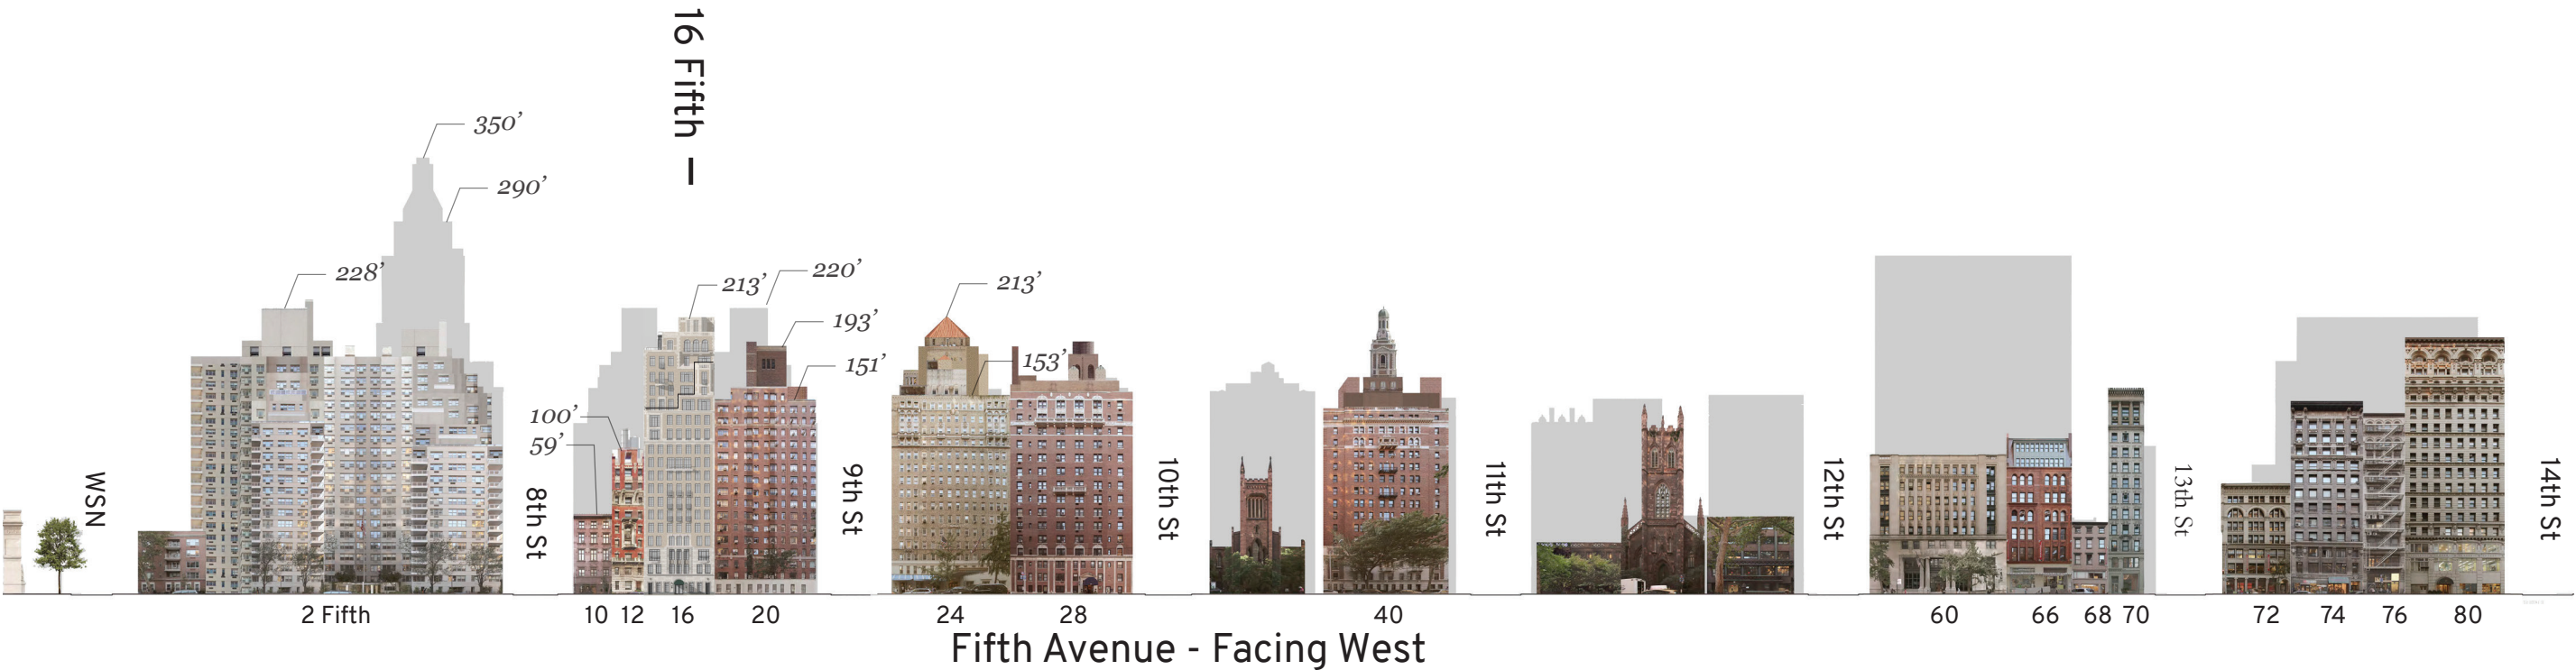 16 Fifth —
350’
290’
228’
213’
220’
193’
151’
100’
59’
213’
153’
WSN
8th St
9th St
10th St
11th St
12th St
13th St
14th St
2 Fifth
10
12
16
20
24
28
40
60
66
68
70
72
74
76
80
Fifth Avenue - Facing West